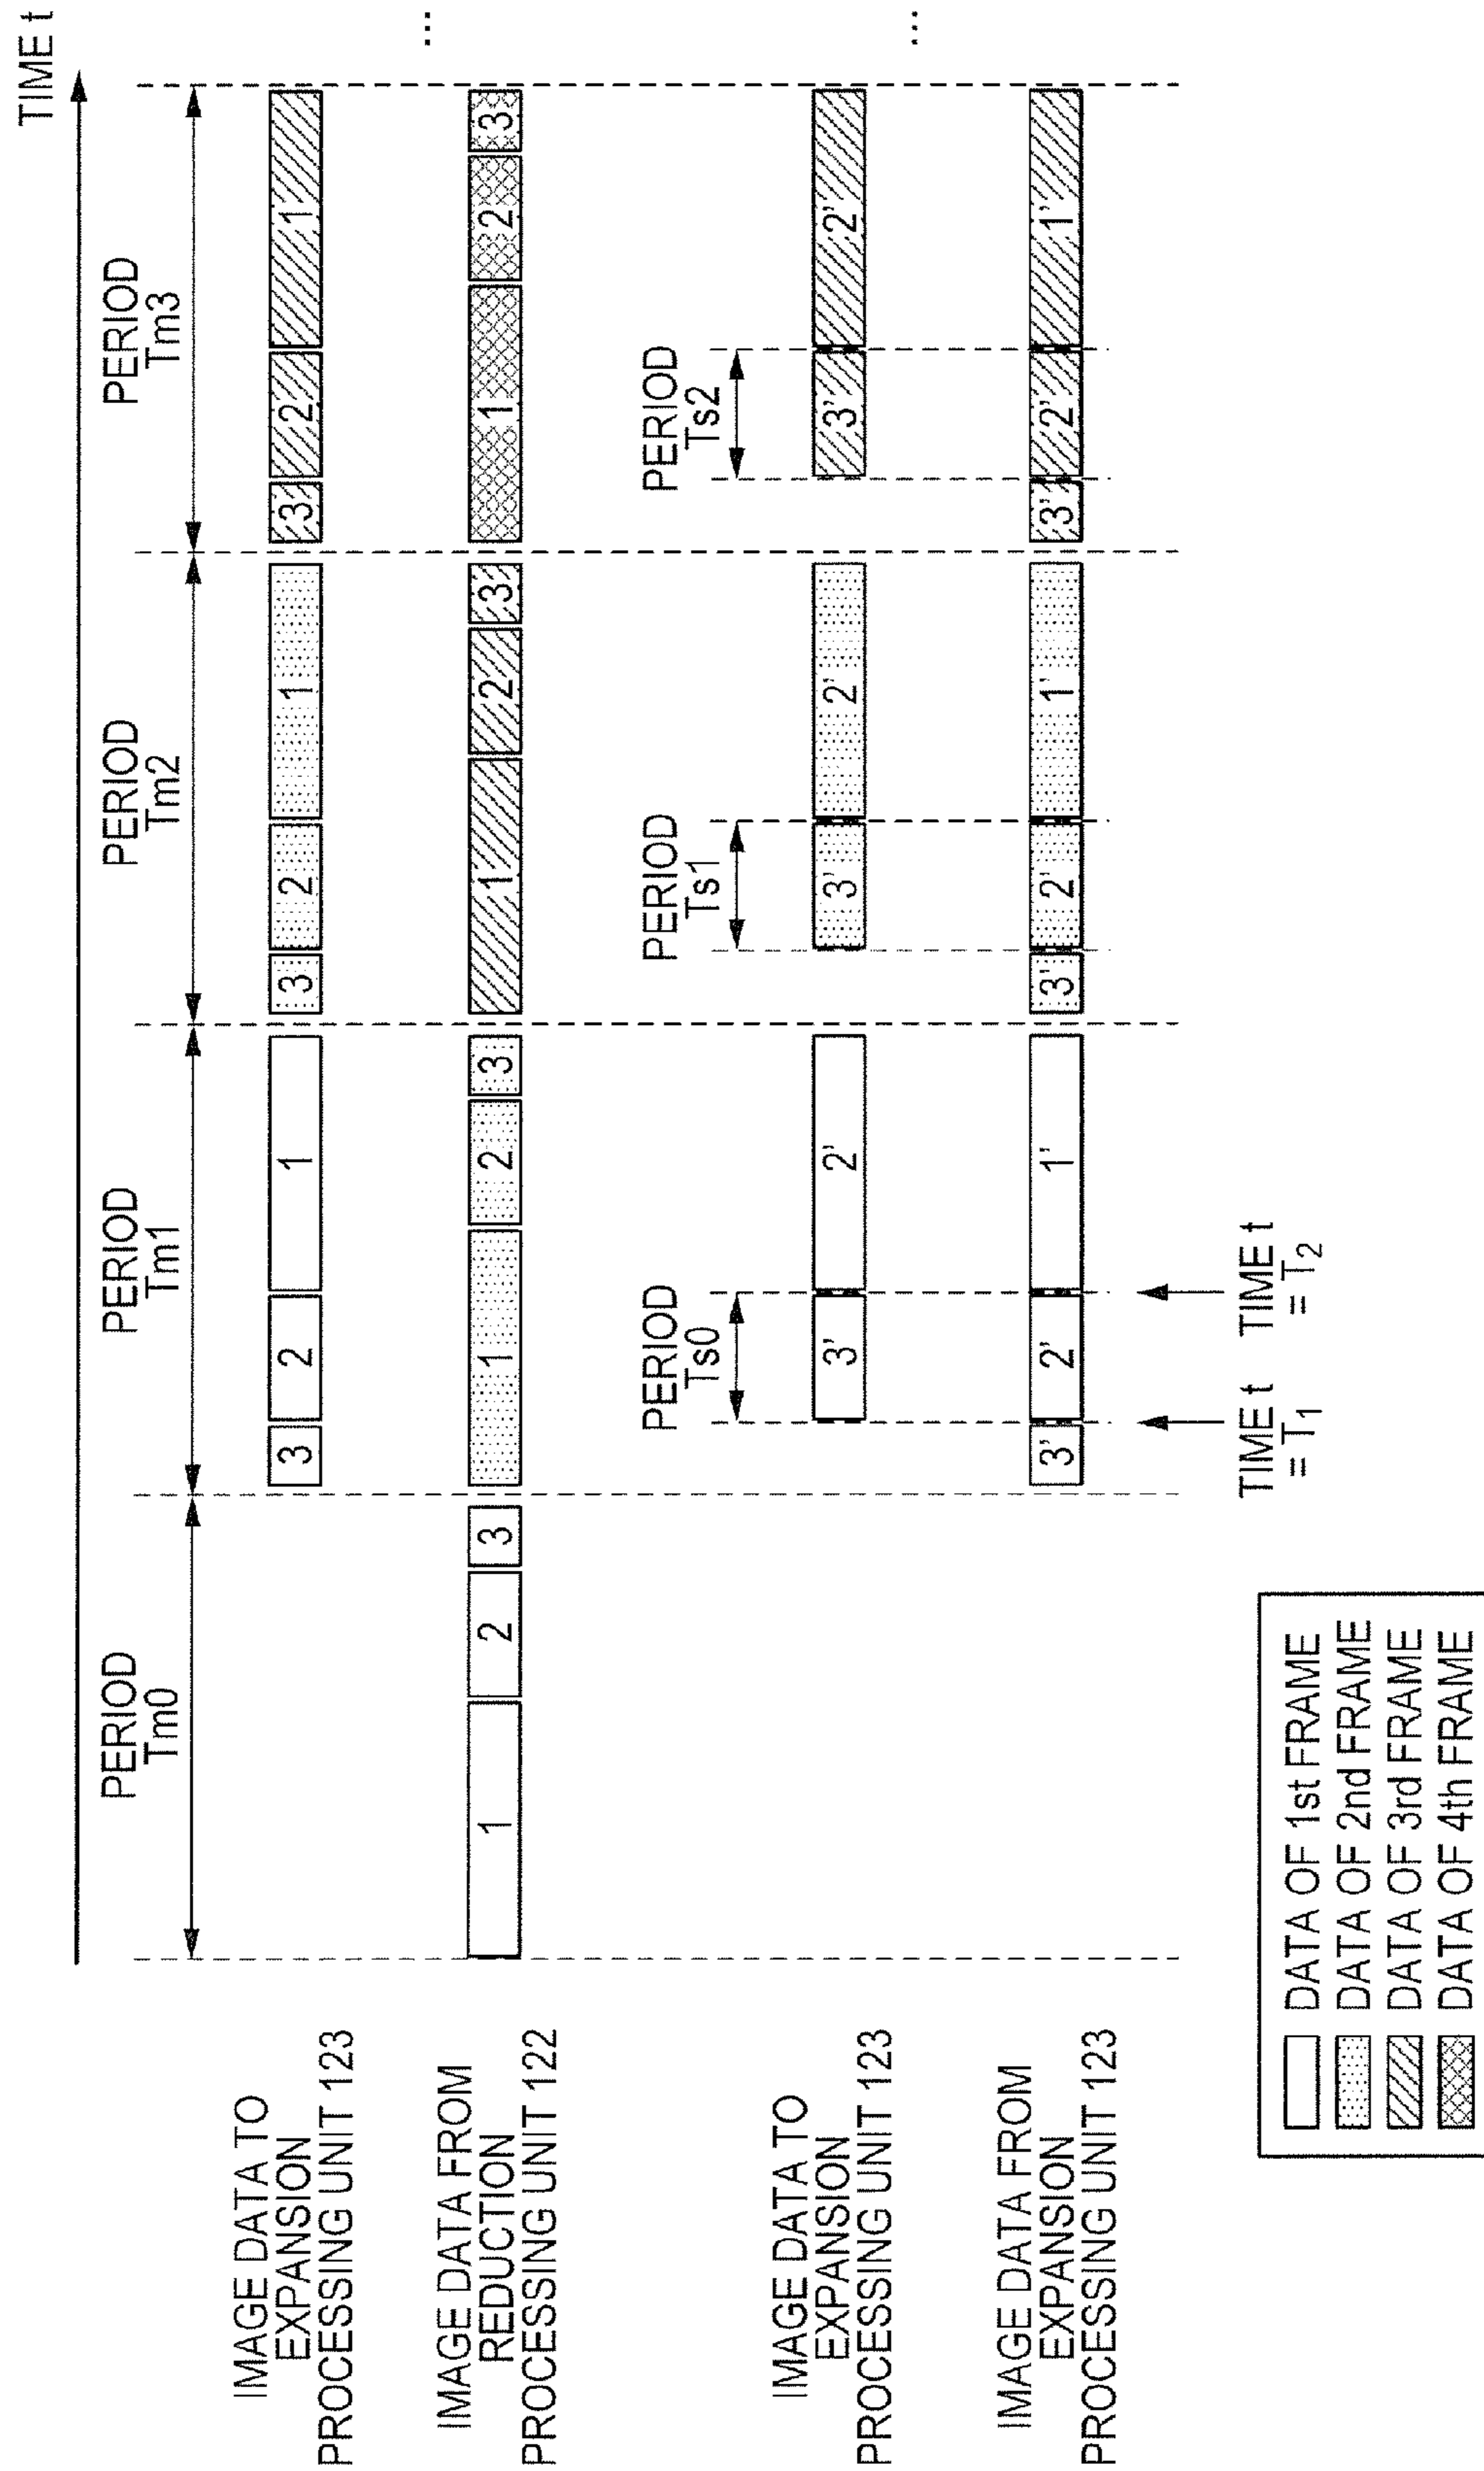 TIME t
PERIOD
Tm0
PERIOD
Tm1
PERIOD
Tm2
PERIOD
Tm3
IMAGE DATA TO
EXPANSION
PROCESSING UNIT 123
3
2
1
3
2
1
3
2
1
...
IMAGE DATA FROM
REDUCTION
PROCESSING UNIT 122
1
2
3
1
2
3
1
2
3
1
2
3
PERIOD
Ts0
PERIOD
Ts1
PERIOD
Ts2
IMAGE DATA TO
EXPANSION
PROCESSING UNIT 123
3'
2'
3'
2'
3'
2'
...
IMAGE DATA FROM
EXPANSION
PROCESSING UNIT 123
3'
2'
1'
3'
2'
1'
3'
2'
1'
TIME t
= T1
TIME t
= T2
DATA OF 1st FRAME
DATA OF 2nd FRAME
DATA OF 3rd FRAME
DATA OF 4th FRAME